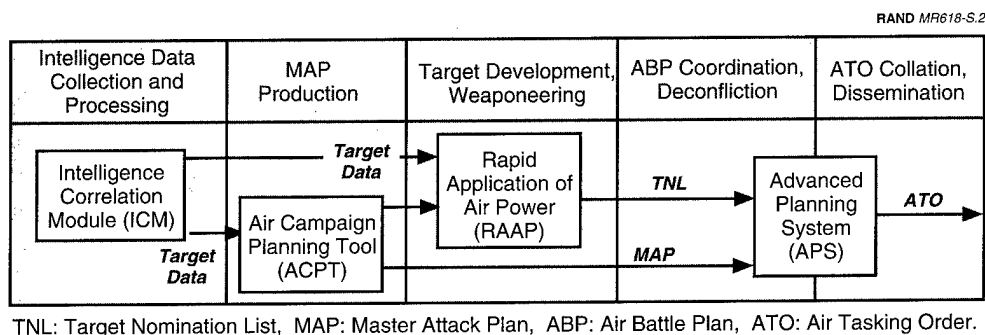 RAND MR618-S.2
Intelligence Data
Collection and
Processing
MAP
Production
Target Development,
Weaponeering
ABP Coordination,
Deconfliction
ATO Collation,
Dissemination
Intelligence
Correlation
Module (ICM)
Target
Data
Target
Data
Air Campaign
Planning Tool
(ACPT)
Rapid
Application of
Air Power
(RAAP)
TNL
MAP
Advanced
Planning
System
(APS)
ATO
TNL: Target Nomination List, MAP: Master Attack Plan, ABP: Air Battle Plan, ATO: Air Tasking Order.